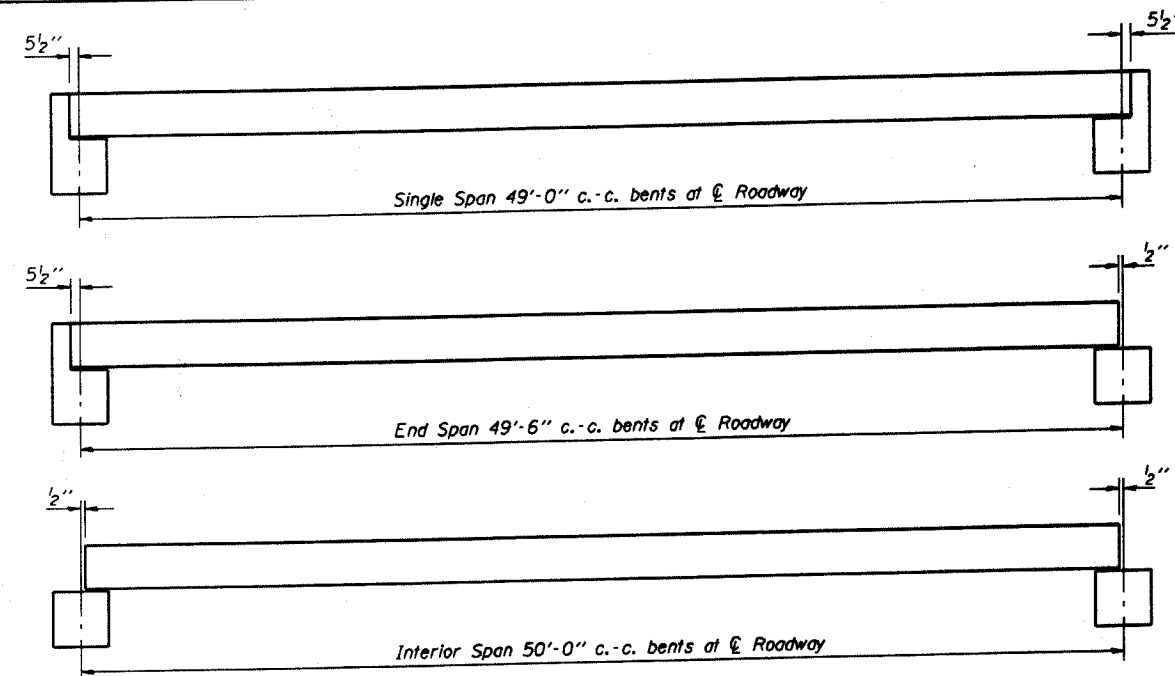 5½" 5½"
Single Span 49'-0" c.-c. bents at ℄ Roadway
5½" ½"
End Span 49'-6" c.-c. bents at ℄ Roadway
½" ½"
Interior Span 50'-0" c.-c. bents at ℄ Roadway